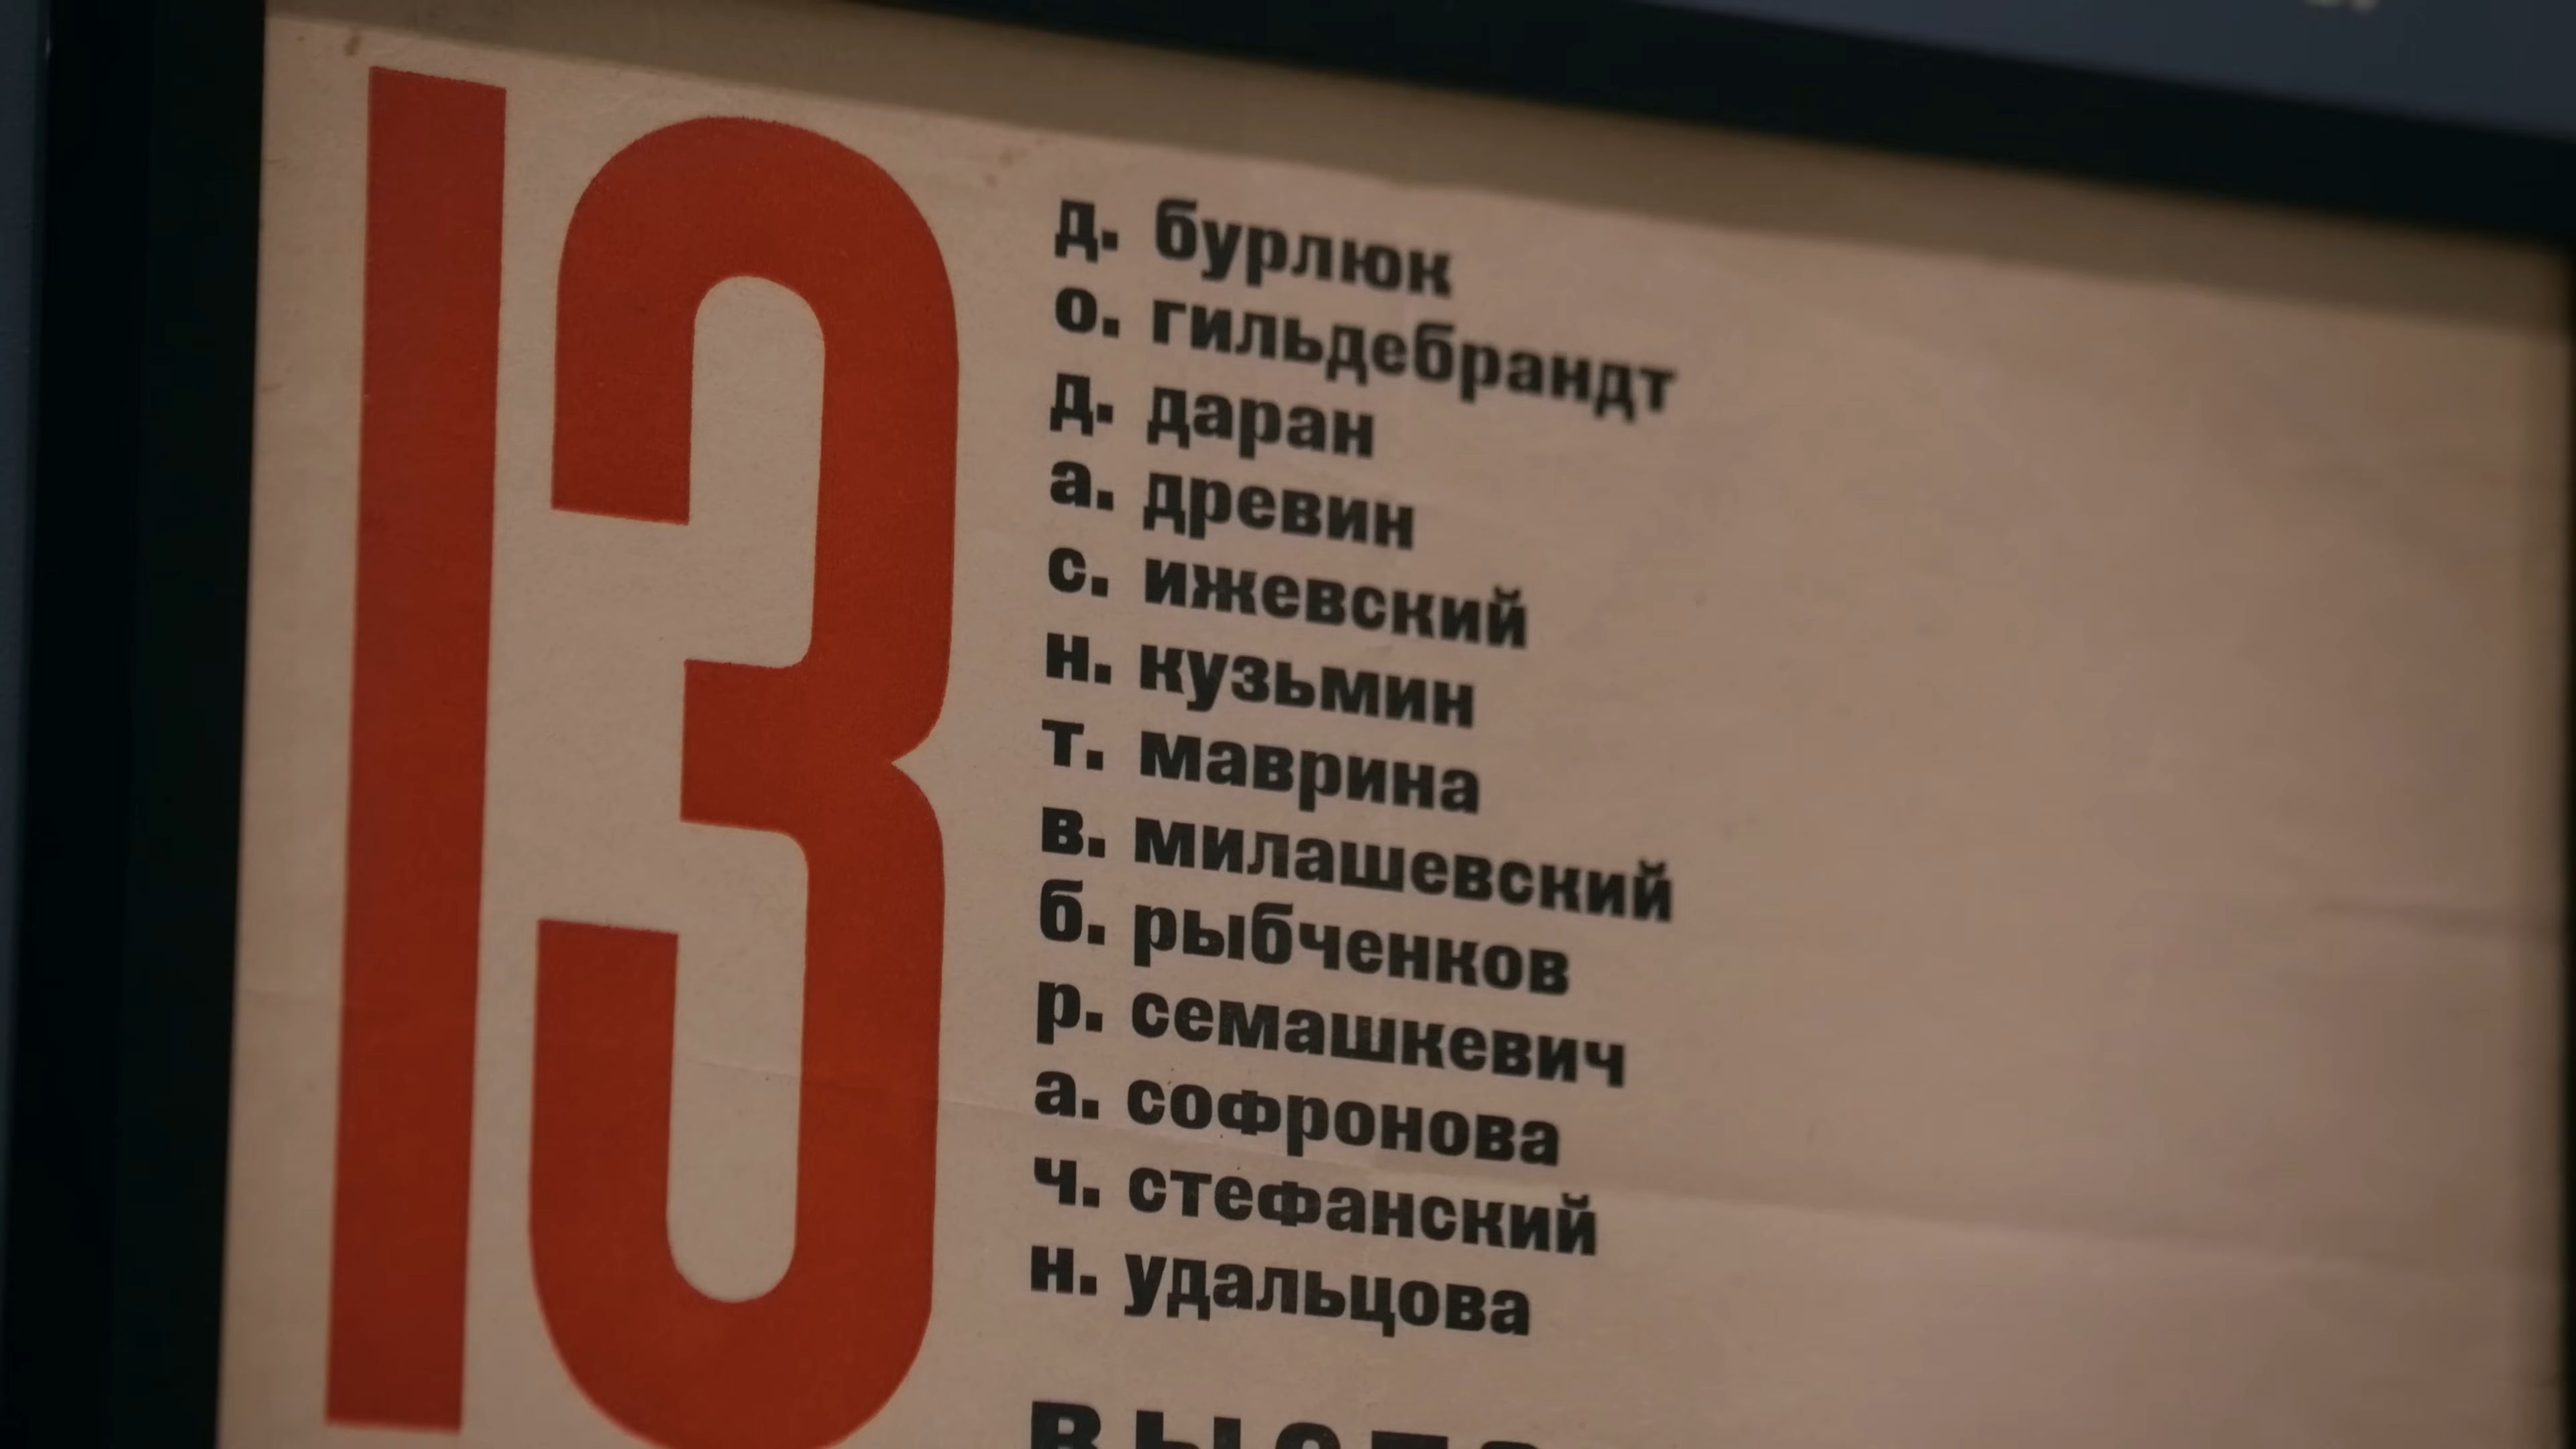 13
д. бурлюк
о. гильдебрандт
д. даран
а. древин
с. ижевский
н. кузьмин
т. маврина
в. милашевский
б. рыбченков
р. семашкевич
а. софронова
ч. стефанский
н. удальцова